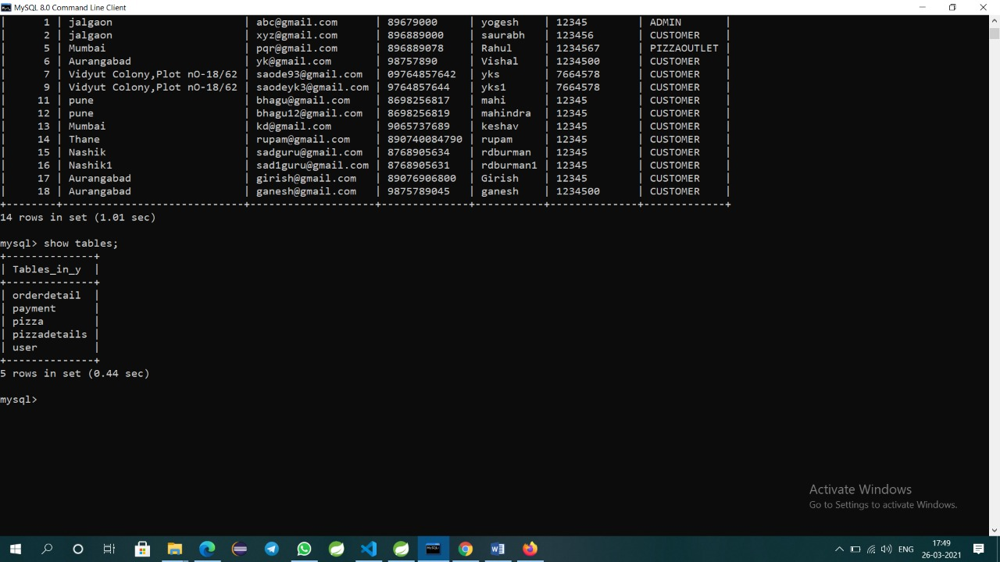 MySQL 8.0 Command Line Client
| 1 | jalgaon | abc@gmail.com | 89679000 | yogesh | 12345 | ADMIN |
| 2 | jalgaon | xyz@gmail.com | 896889000 | saurabh | 123456 | CUSTOMER |
| 5 | Mumbai | pqr@gmail.com | 896889078 | Rahul | 1234567 | PIZZAOUTLET |
| 6 | Aurangabad | yk@gmail.com | 98757890 | Vishal | 1234500 | CUSTOMER |
| 7 | Vidyut Colony,Plot nO-18/62 | saode93@gmail.com | 09764857642 | yks | 7664578 | CUSTOMER |
| 9 | Vidyut Colony,Plot nO-18/62 | saodeyk3@gmail.com | 9764857644 | yks1 | 7664578 | CUSTOMER |
| 11 | pune | bhagu@gmail.com | 8698256817 | mahi | 12345 | CUSTOMER |
| 12 | pune | bhagu12@gmail.com | 8698256819 | mahindra | 12345 | CUSTOMER |
| 13 | Mumbai | kd@gmail.com | 9065737689 | keshav | 12345 | CUSTOMER |
| 14 | Thane | rupam@gmail.com | 890740084790 | rupam | 12345 | CUSTOMER |
| 15 | Nashik | sadguru@gmail.com | 8768905634 | rdburman | 12345 | CUSTOMER |
| 16 | Nashik1 | sad1guru@gmail.com | 8768905631 | rdburman1 | 12345 | CUSTOMER |
| 17 | Aurangabad | girish@gmail.com | 89076906800 | Girish | 12345 | CUSTOMER |
| 18 | Aurangabad | ganesh@gmail.com | 9875789045 | ganesh | 1234500 | CUSTOMER |
+--------+-----------------------------+--------------------+--------------+-----------+--------------+-------------+
14 rows in set (1.01 sec)
mysql> show tables;
+--------------+
| Tables_in_y |
+--------------+
| orderdetail |
| payment |
| pizza |
| pizzadetails |
| user |
+--------------+
5 rows in set (0.44 sec)
mysql>
Activate Windows
Go to Settings to activate Windows.
ENG
17:49
26-03-2021